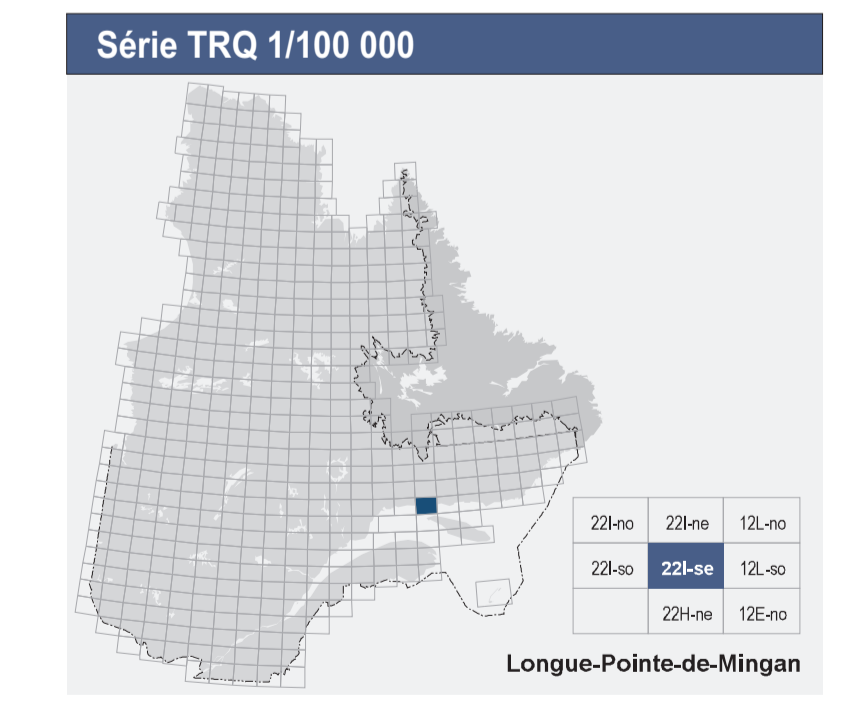 Série TRQ 1/100 000
22I-no 22I-ne 12L-no
22I-so 22I-se 12L-so
22H-ne 12E-no
Longue-Pointe-de-Mingan